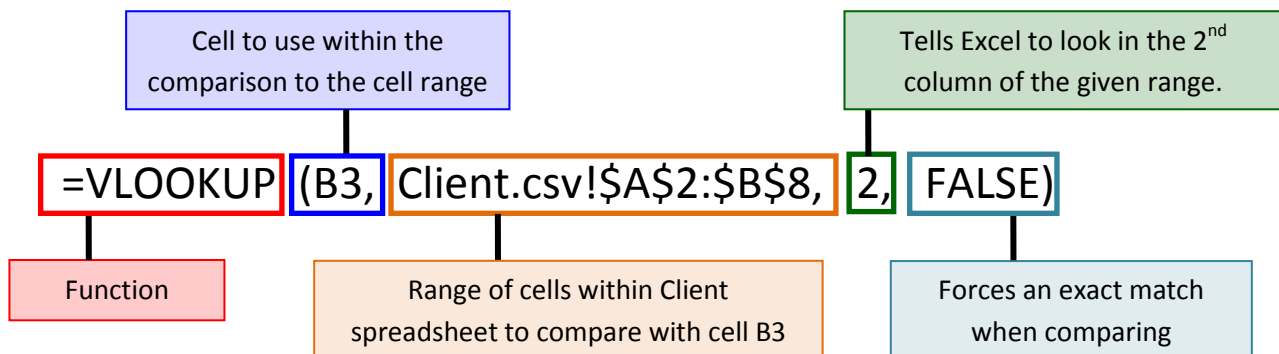 Cell to use within the
comparison to the cell range
Tells Excel to look in the 2nd
column of the given range.
=VLOOKUP (B3, Client.csv!$A$2:$B$8, 2, FALSE)
Function
Range of cells within Client
spreadsheet to compare with cell B3
Forces an exact match
when comparing